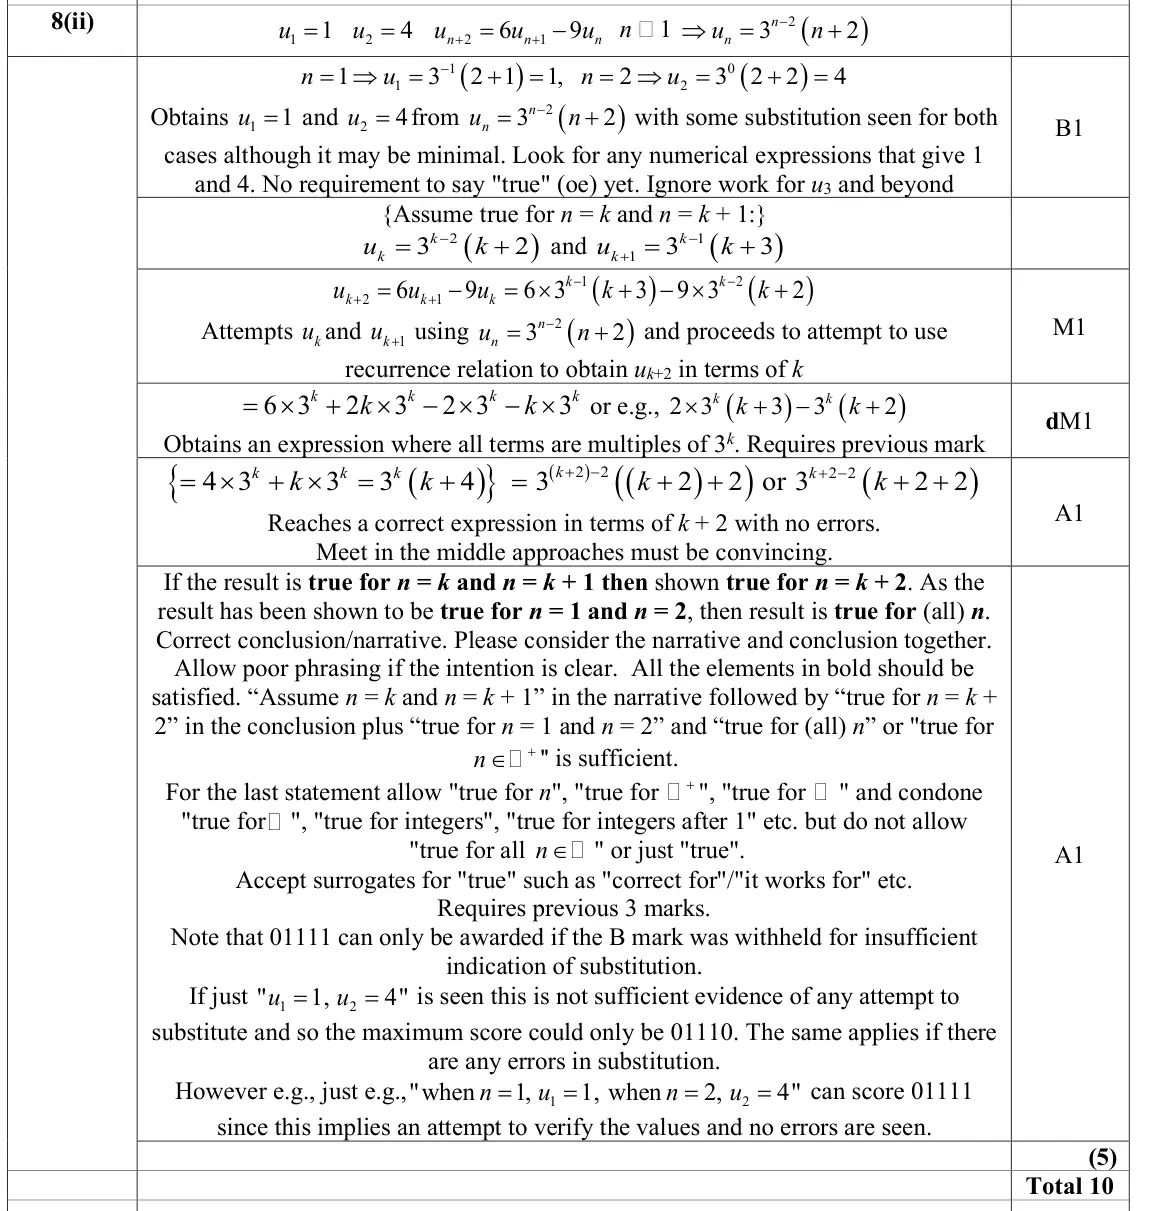 8(ii)
u₁ = 1 u₂ = 4 uₙ₊₂ = 6uₙ₊₁ − 9uₙ n □ 1 ⇒ uₙ = 3ⁿ⁻²(n + 2)
n = 1 ⇒ u₁ = 3⁻¹(2 + 1) = 1, n = 2 ⇒ u₂ = 3⁰(2 + 2) = 4
Obtains u₁ = 1 and u₂ = 4 from uₙ = 3ⁿ⁻²(n + 2) with some substitution seen for both
cases although it may be minimal. Look for any numerical expressions that give 1
and 4. No requirement to say "true" (oe) yet. Ignore work for u₃ and beyond
B1
{Assume true for n = k and n = k + 1:}
uₖ = 3ᵏ⁻²(k + 2) and uₖ₊₁ = 3ᵏ⁻¹(k + 3)
uₖ₊₂ = 6uₖ₊₁ − 9uₖ = 6 × 3ᵏ⁻¹(k + 3) − 9 × 3ᵏ⁻²(k + 2)
Attempts uₖ and uₖ₊₁ using uₙ = 3ⁿ⁻²(n + 2) and proceeds to attempt to use
recurrence relation to obtain uₖ₊₂ in terms of k
M1
= 6 × 3ᵏ + 2k × 3ᵏ − 2 × 3ᵏ − k × 3ᵏ or e.g., 2 × 3ᵏ(k + 3) − 3ᵏ(k + 2)
Obtains an expression where all terms are multiples of 3ᵏ. Requires previous mark
dM1
{= 4 × 3ᵏ + k × 3ᵏ = 3ᵏ(k + 4)} = 3⁽ᵏ⁺²⁾⁻²((k + 2) + 2) or 3ᵏ⁺²⁻²(k + 2 + 2)
Reaches a correct expression in terms of k + 2 with no errors.
Meet in the middle approaches must be convincing.
A1
If the result is true for n = k and n = k + 1 then shown true for n = k + 2. As the
result has been shown to be true for n = 1 and n = 2, then result is true for (all) n.
Correct conclusion/narrative. Please consider the narrative and conclusion together.
Allow poor phrasing if the intention is clear. All the elements in bold should be
satisfied. “Assume n = k and n = k + 1” in the narrative followed by “true for n = k +
2” in the conclusion plus “true for n = 1 and n = 2” and “true for (all) n” or "true for
n ∈ □⁺" is sufficient.
For the last statement allow "true for n", "true for □⁺", "true for □ " and condone
"true for□ ", "true for integers", "true for integers after 1" etc. but do not allow
"true for all n ∈ □ " or just "true".
Accept surrogates for "true" such as "correct for"/"it works for" etc.
Requires previous 3 marks.
Note that 01111 can only be awarded if the B mark was withheld for insufficient
indication of substitution.
If just "u₁ = 1, u₂ = 4" is seen this is not sufficient evidence of any attempt to
substitute and so the maximum score could only be 01110. The same applies if there
are any errors in substitution.
However e.g., just e.g.,"when n = 1, u₁ = 1, when n = 2, u₂ = 4" can score 01111
since this implies an attempt to verify the values and no errors are seen.
A1
(5)
Total 10